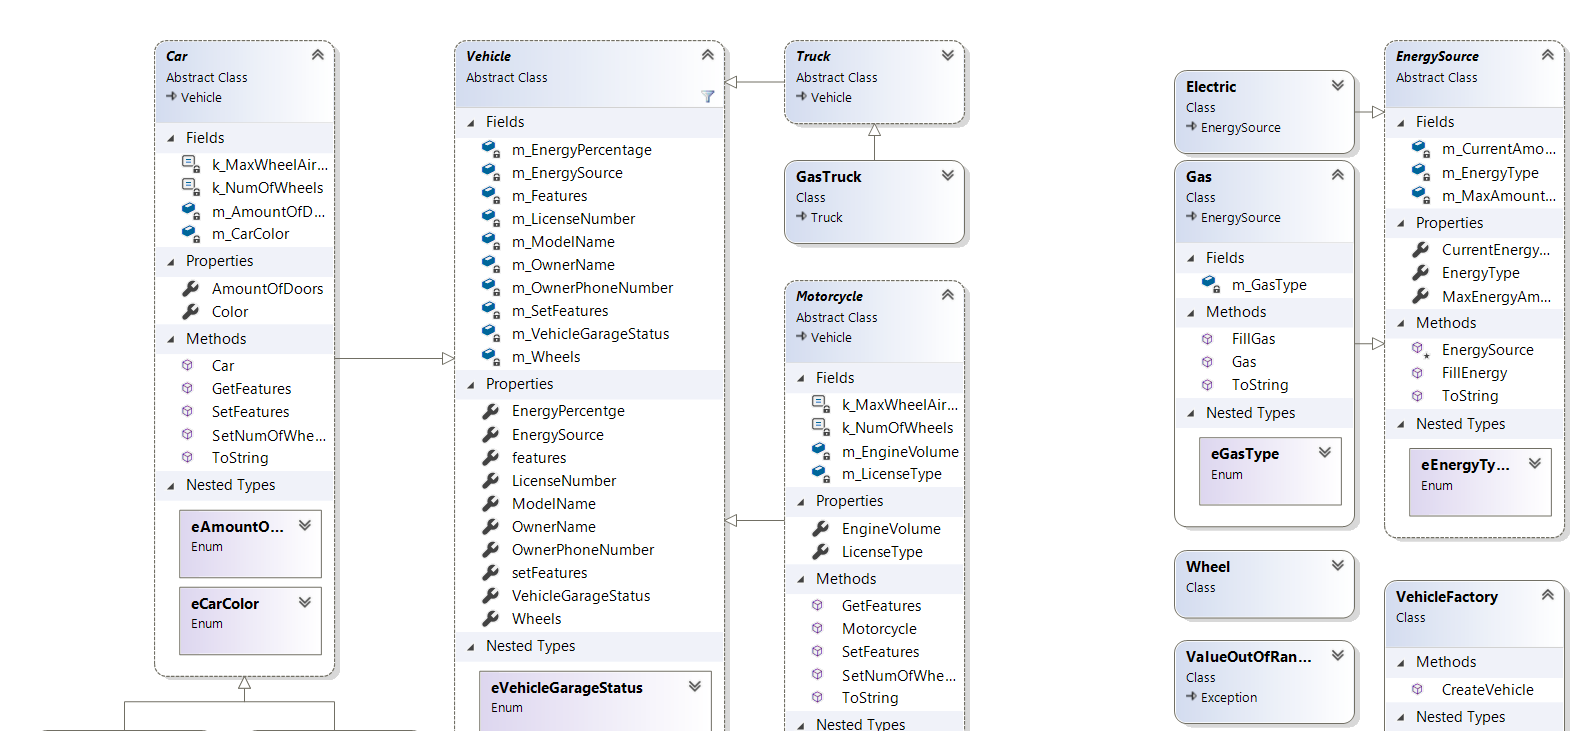 Car
Abstract Class
Vehicle
Fields
k_MaxWheelAir...
k_NumOfWheels
m_AmountOfD...
m_CarColor
Properties
AmountOfDoors
Color
Methods
Car
GetFeatures
SetFeatures
SetNumOfWhe...
ToString
Nested Types
eAmountO...
Enum
eCarColor
Enum
Vehicle
Abstract Class
Fields
m_EnergyPercentage
m_EnergySource
m_Features
m_LicenseNumber
m_ModelName
m_OwnerName
m_OwnerPhoneNumber
m_SetFeatures
m_VehicleGarageStatus
m_Wheels
Properties
EnergyPercentge
EnergySource
features
LicenseNumber
ModelName
OwnerName
OwnerPhoneNumber
setFeatures
VehicleGarageStatus
Wheels
Nested Types
eVehicleGarageStatus
Enum
Truck
Abstract Class
Vehicle
GasTruck
Class
Truck
Motorcycle
Abstract Class
Vehicle
Fields
k_MaxWheelAir...
k_NumOfWheels
m_EngineVolume
m_LicenseType
Properties
EngineVolume
LicenseType
Methods
GetFeatures
Motorcycle
SetFeatures
SetNumOfWhe...
ToString
Nested Types
Electric
Class
EnergySource
Gas
Class
EnergySource
Fields
m_GasType
Methods
FillGas
Gas
ToString
Nested Types
eGasType
Enum
Wheel
Class
ValueOutOfRan...
Class
Exception
EnergySource
Abstract Class
Fields
m_CurrentAmo...
m_EnergyType
m_MaxAmount...
Properties
CurrentEnergy...
EnergyType
MaxEnergyAm...
Methods
EnergySource
FillEnergy
ToString
Nested Types
eEnergyTy...
Enum
VehicleFactory
Class
Methods
CreateVehicle
Nested Types